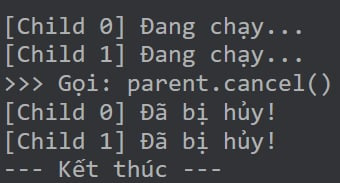 [Child 0] Đang chạy...
[Child 1] Đang chạy...
>>> Gọi: parent.cancel()
[Child 0] Đã bị hủy!
[Child 1] Đã bị hủy!
--- Kết thúc ---